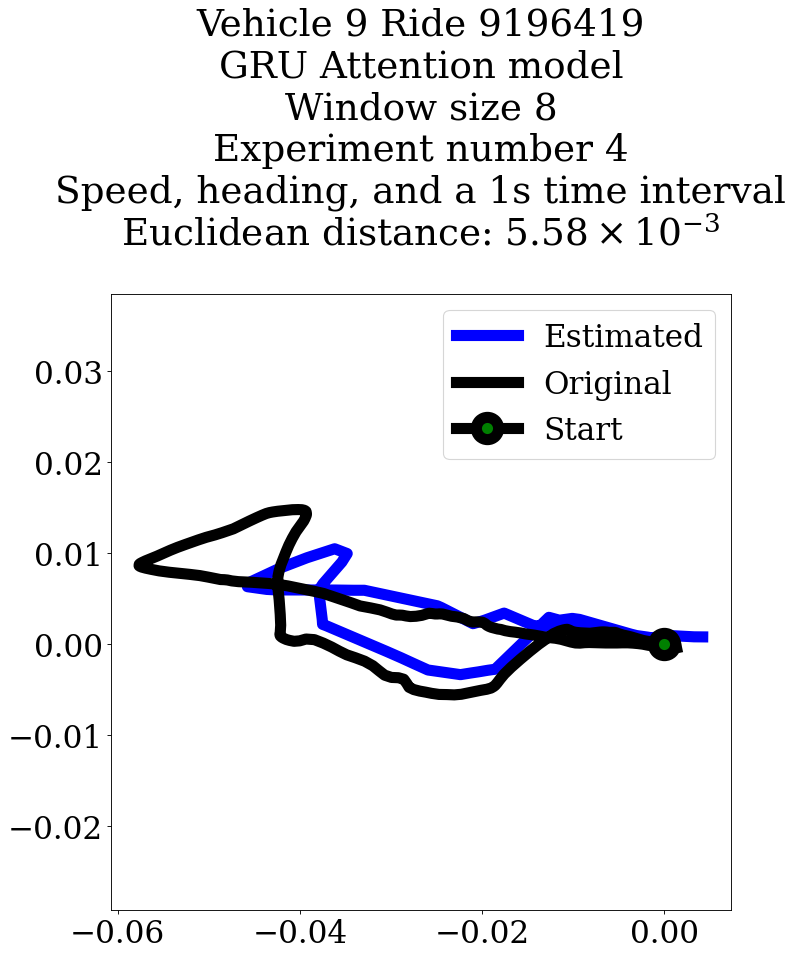 Vehicle 9 Ride 9196419
GRU Attention model
Window size 8
Experiment number 4
Speed, heading, and a 1s time interval
Euclidean distance: 5.58 × 10⁻³
Estimated
Original
Start
0.03
0.02
0.01
0.00
−0.01
−0.02
−0.06 −0.04 −0.02 0.00